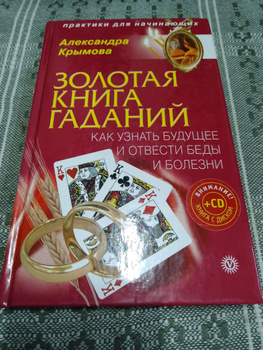 практики для начинающих
Александра
Крымова
ЗОЛОТАЯ
КНИГА
ГАДАНИЙ
КАК УЗНАТЬ БУДУЩЕЕ
И ОТВЕСТИ БЕДЫ
И БОЛЕЗНИ
ВНИМАНИЕ!
+CD
КНИГА С ДИСКОМ
K
K
V